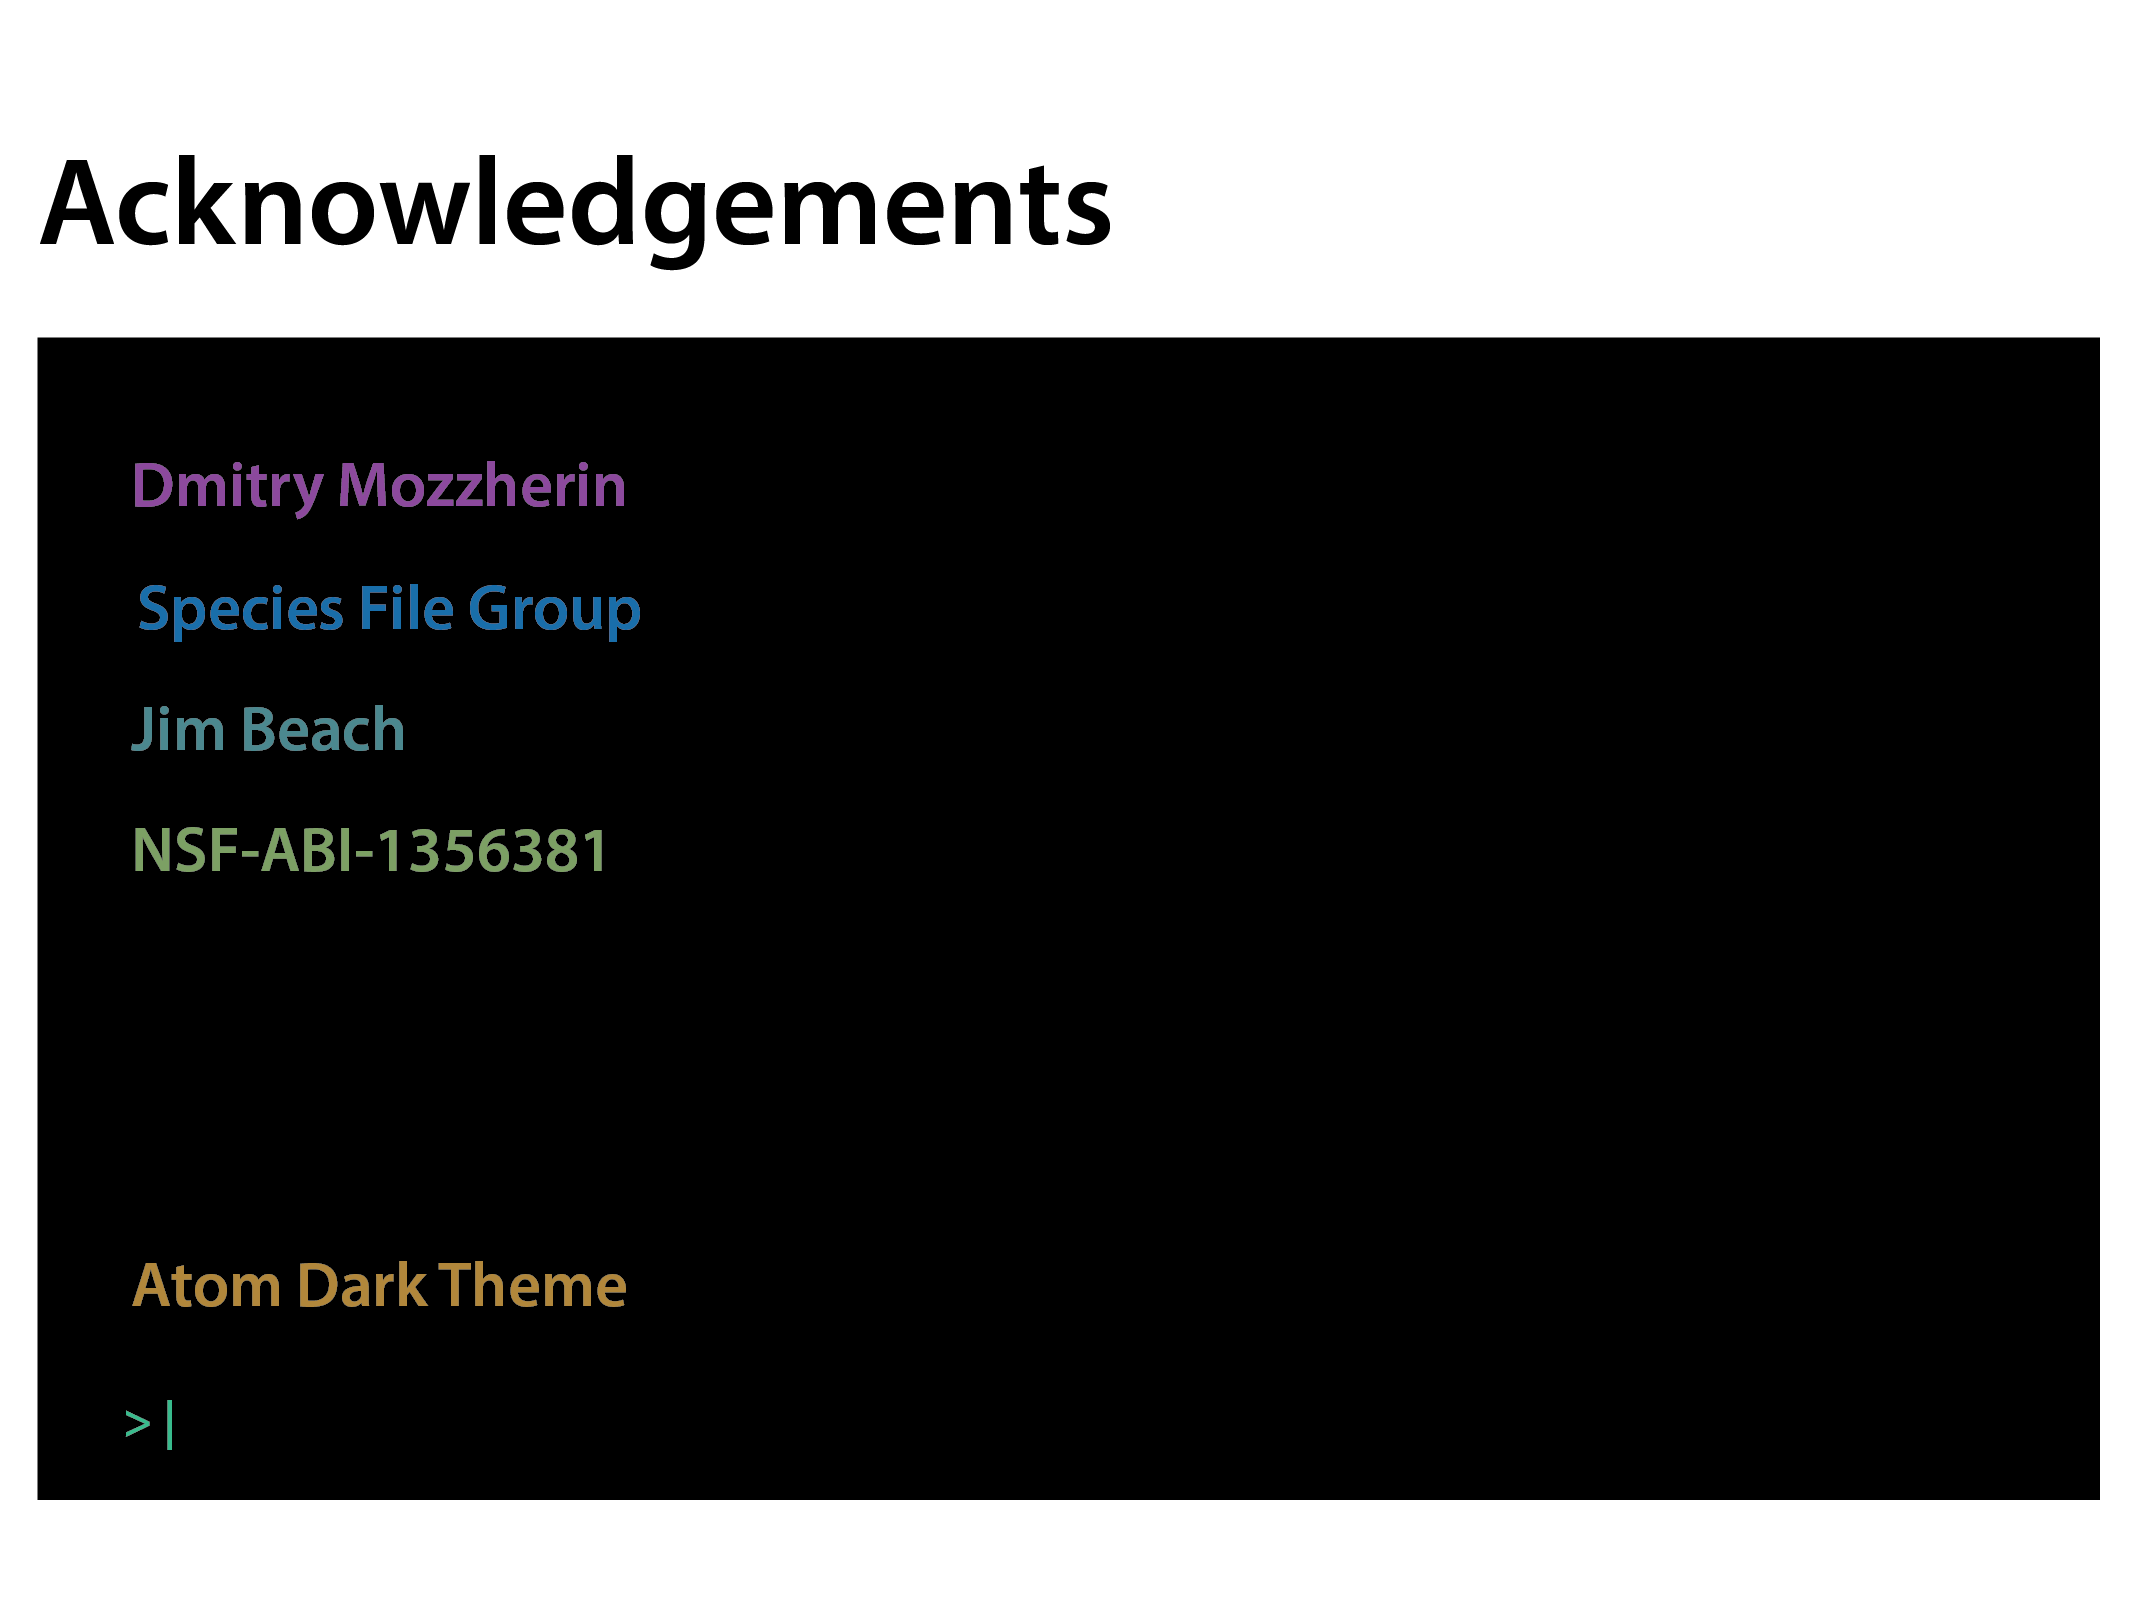 Acknowledgements
Dmitry Mozzherin
Species File Group
Jim Beach
NSF-ABI-1356381
Atom Dark Theme
>|